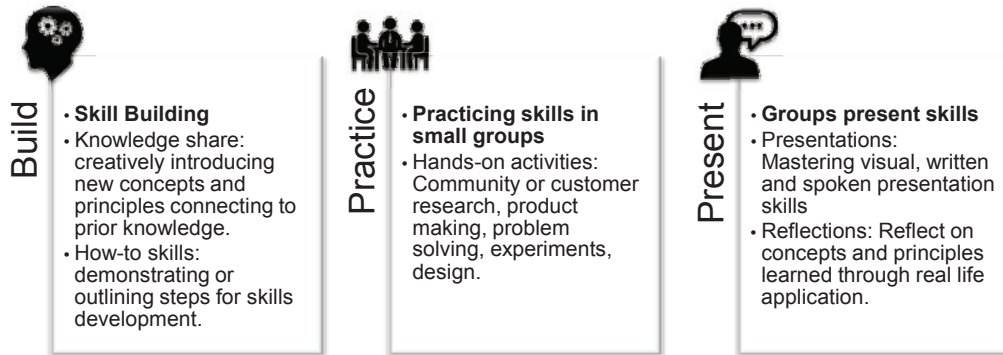 Build
• Skill Building
• Knowledge share:
creatively introducing
new concepts and
principles connecting to
prior knowledge.
• How-to skills:
demonstrating or
outlining steps for skills
development.
Practice
• Practicing skills in
small groups
• Hands-on activities:
Community or customer
research, product
making, problem
solving, experiments,
design.
Present
• Groups present skills
• Presentations:
Mastering visual, written
and spoken presentation
skills
• Reflections: Reflect on
concepts and principles
learned through real life
application.